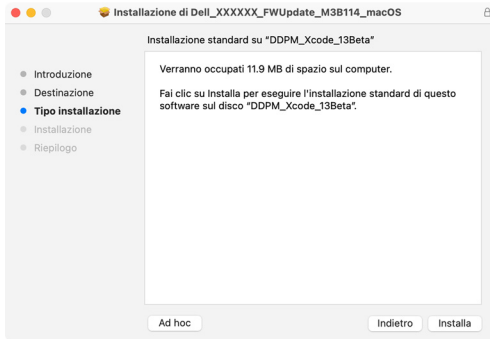 Installazione di Dell_XXXXXX_FWUpdate_M3B114_macOS
Installazione standard su “DDPM_Xcode_13Beta”
Introduzione
Destinazione
Tipo installazione
Installazione
Riepilogo
Verranno occupati 11.9 MB di spazio sul computer.
Fai clic su Installa per eseguire l'installazione standard di questo
software sul disco “DDPM_Xcode_13Beta”.
Ad hoc
Indietro
Installa